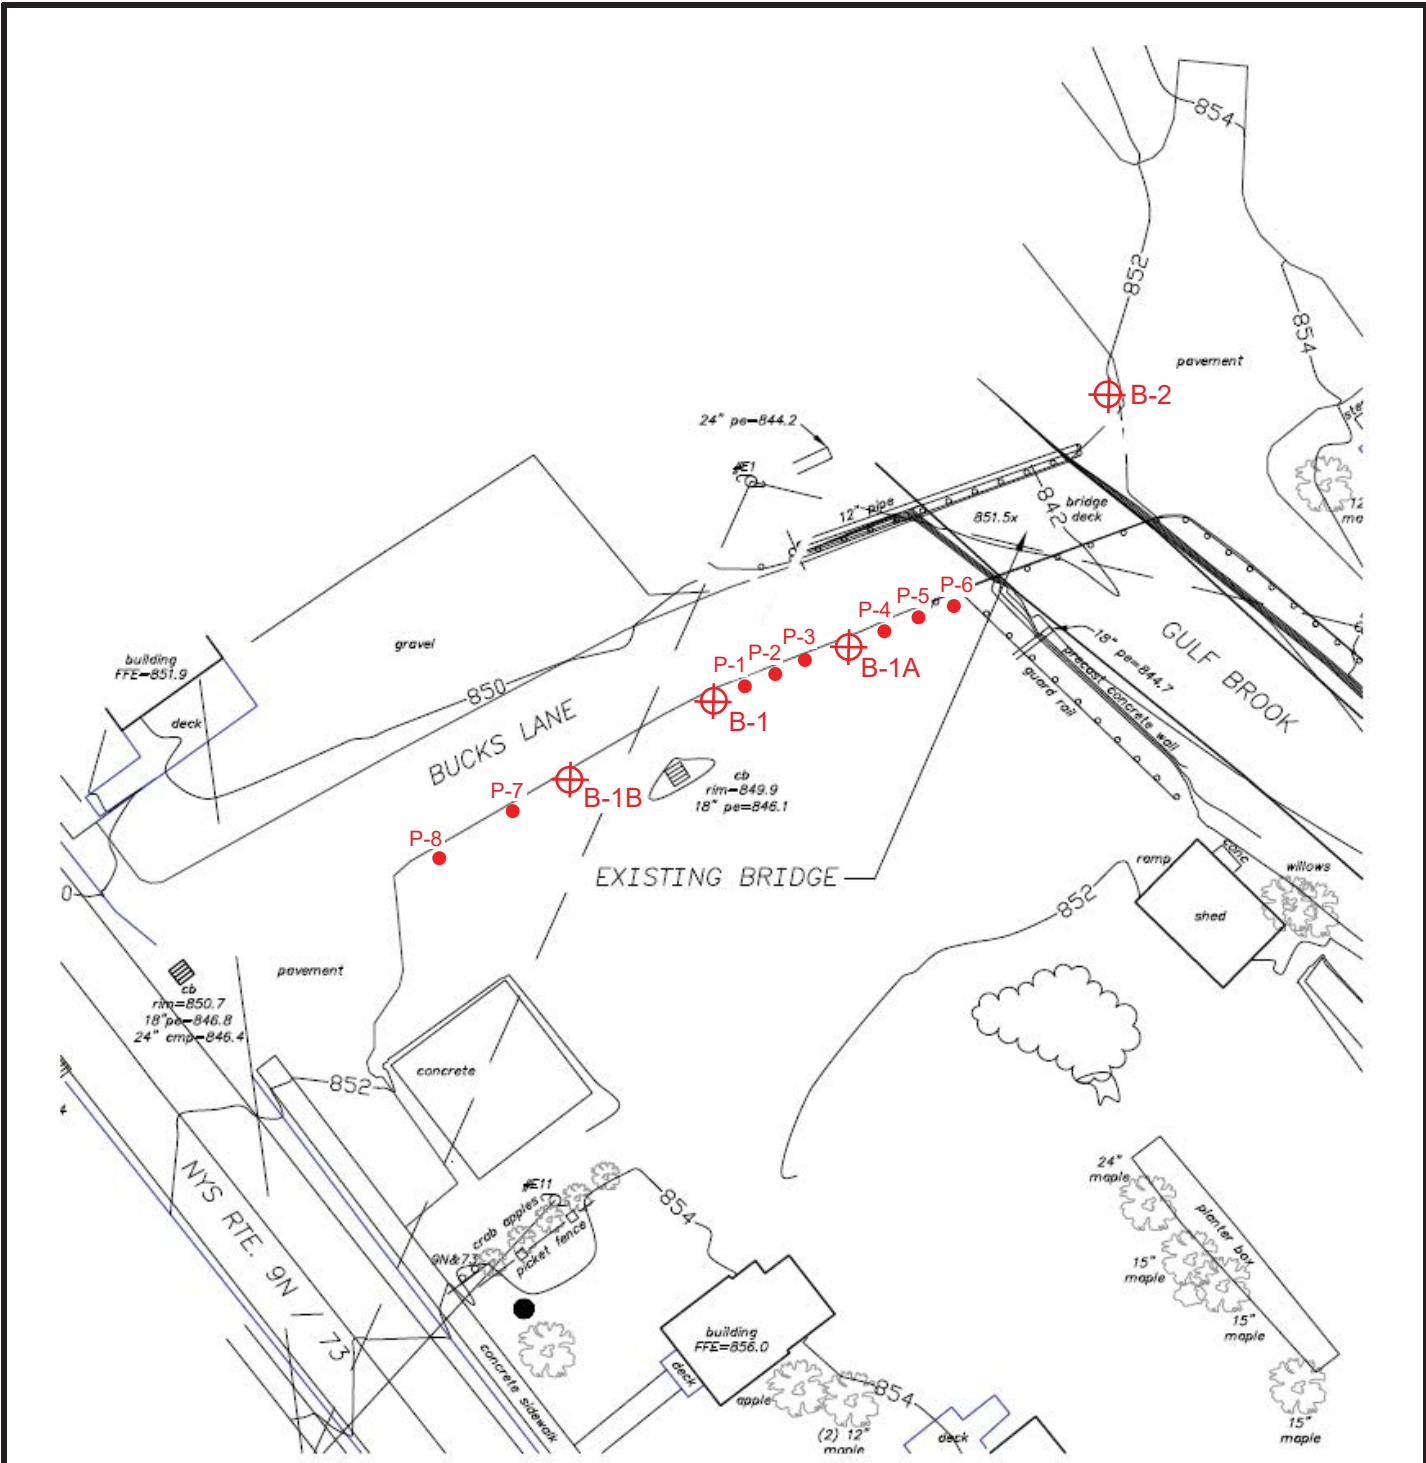 854
852
854
pavement
B-2
24" pe=844.2
#E1
12" pipe
842
bridge
deck
851.5x
12"
P-6
P-5
P-4
P-3
P-2
P-1
B-1A
B-1
18" pe=844.7
GULF BROOK
precast concrete wall
guard rail
building
FFE=851.9
gravel
deck
850
BUCKS LANE
cb
rim=849.9
18" pe=846.1
B-1B
P-7
P-8
EXISTING BRIDGE
ramp
conc
willows
shed
852
pavement
cb
rim=850.7
18"pe=846.8
24" cmp=846.4
concrete
852
24"
maple
planter box
15"
maple
15"
maple
15"
maple
#E11
crab apples
picket fence
9N&73
854
NYS RTE. 9N / 73
building
FFE=856.0
deck
concrete sidewalk
apple
854
(2) 12"
maple
deck